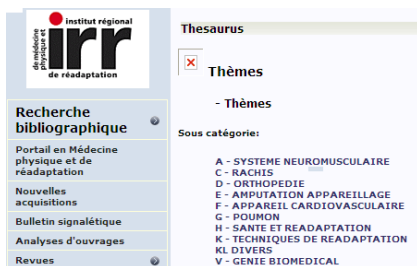 institut régional
de médecine
physique et
irr
de réadaptation
Recherche
bibliographique
Portail en Médecine
physique et de
réadaptation
Nouvelles
acquisitions
Bulletin signalétique
Analyses d'ouvrages
Revues
Thesaurus
Thèmes
- Thèmes
Sous catégorie:
A - SYSTEME NEUROMUSCULAIRE
C - RACHIS
D - ORTHOPEDIE
E - AMPUTATION APPAREILLAGE
F - APPAREIL CARDIOVASCULAIRE
G - POUMON
H - SANTE ET READAPTATION
K - TECHNIQUES DE READAPTATION
KL DIVERS
V - GENIE BIOMEDICAL